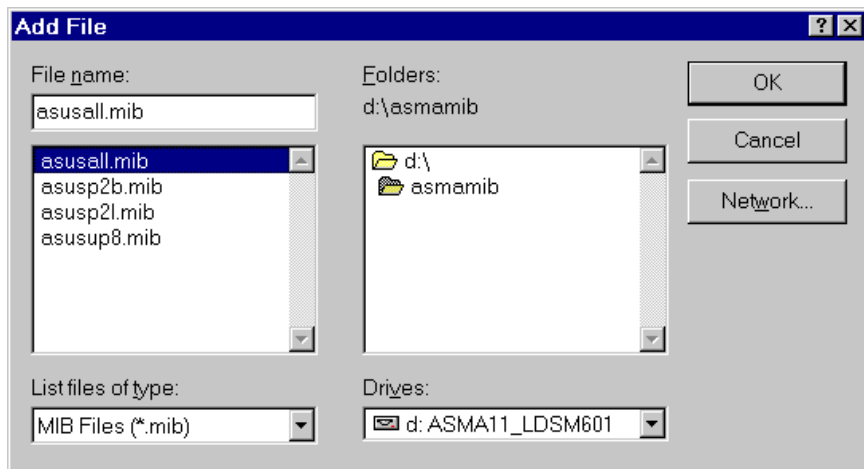 Add File
File name:
asusall.mib
asusall.mib
asusp2b.mib
asusp2l.mib
asusup8.mib
List files of type:
MIB Files (*.mib)
Folders:
d:\asmamib
d:\
asmamib
Drives:
d: ASMA11_LDSM601
OK
Cancel
Network...